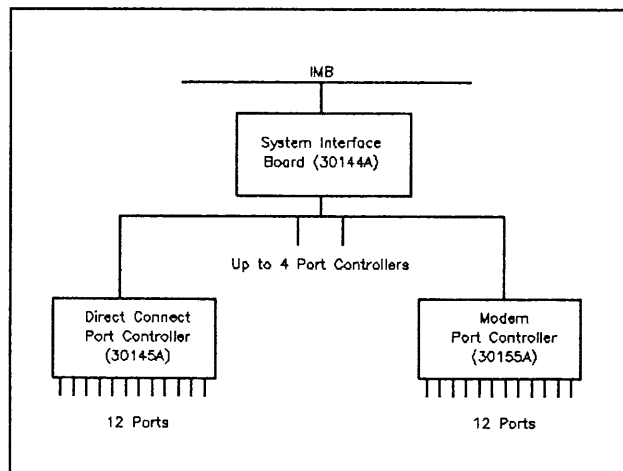 IMB
System Interface
Board (30144A)
Up to 4 Port Controllers
Direct Connect
Port Controller
(30145A)
Modem
Port Controller
(30155A)
12 Ports
12 Ports